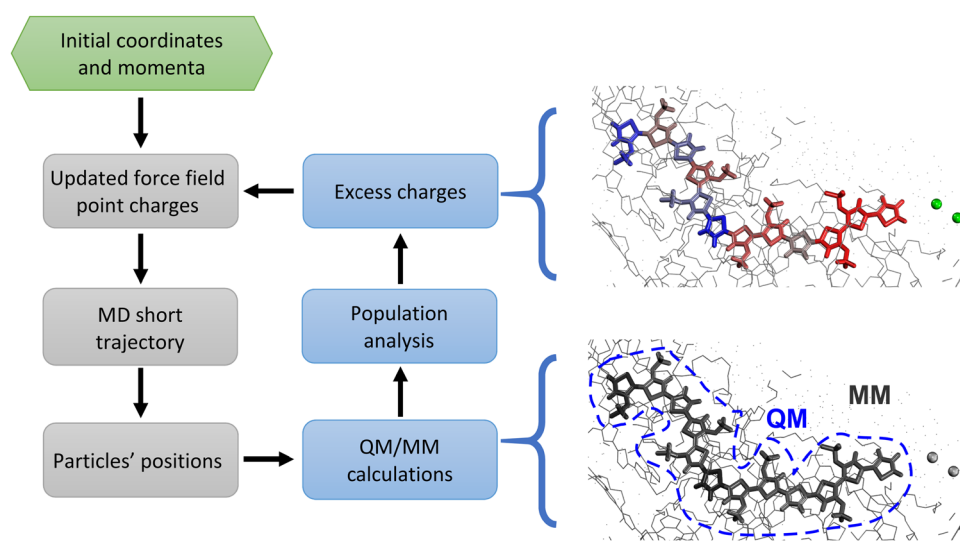 Initial coordinates
and momenta
Updated force field
point charges
Excess charges
MD short
trajectory
Population
analysis
Particles' positions
QM/MM
calculations
QM
MM